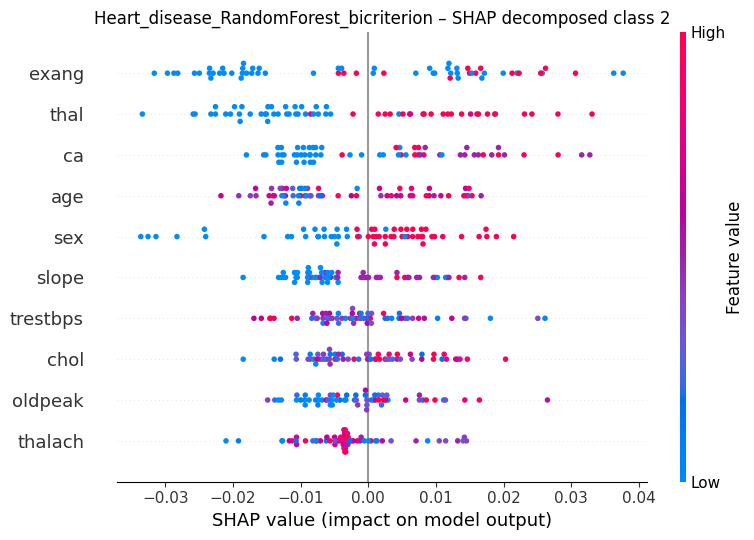 Heart_disease_RandomForest_bicriterion – SHAP decomposed class 2
High
exang
thal
ca
age
sex
slope
trestbps
chol
oldpeak
thalach
Feature value
Low
−0.03 −0.02 −0.01 0.00 0.01 0.02 0.03 0.04
SHAP value (impact on model output)